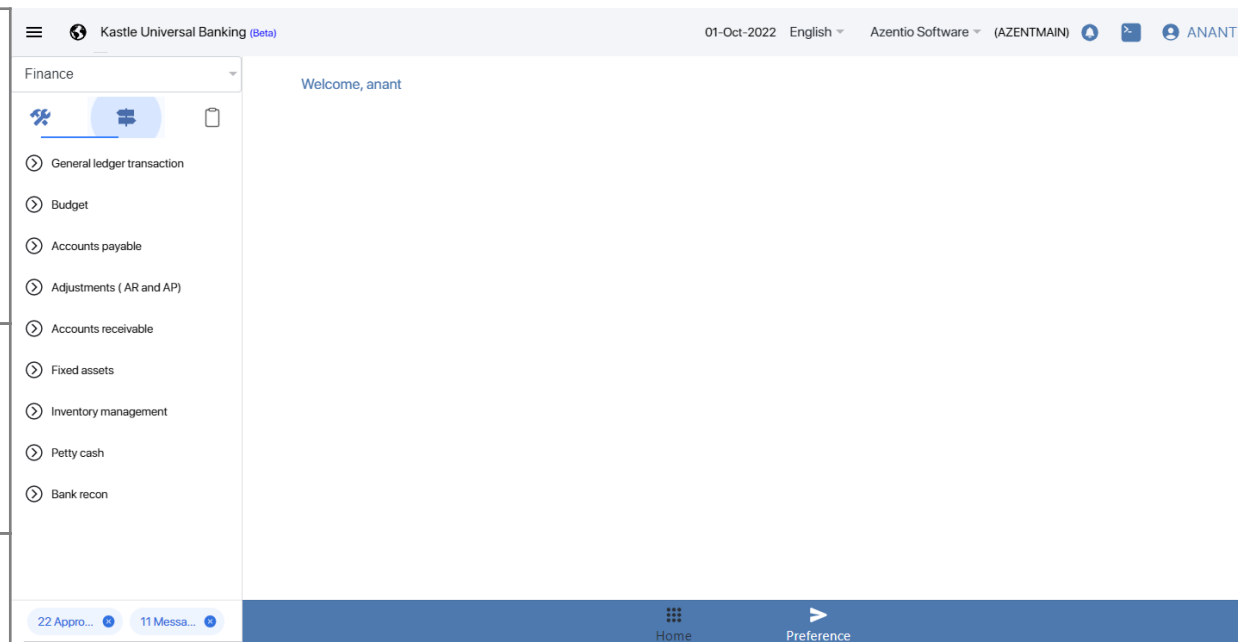 Kastle Universal Banking (Beta) 01-Oct-2022 English Azentio Software (AZENTMAIN) ANANT
Finance
Welcome, anant
General ledger transaction
Budget
Accounts payable
Adjustments ( AR and AP)
Accounts receivable
Fixed assets
Inventory management
Petty cash
Bank recon
22 Appro... 11 Messa...
Home Preference